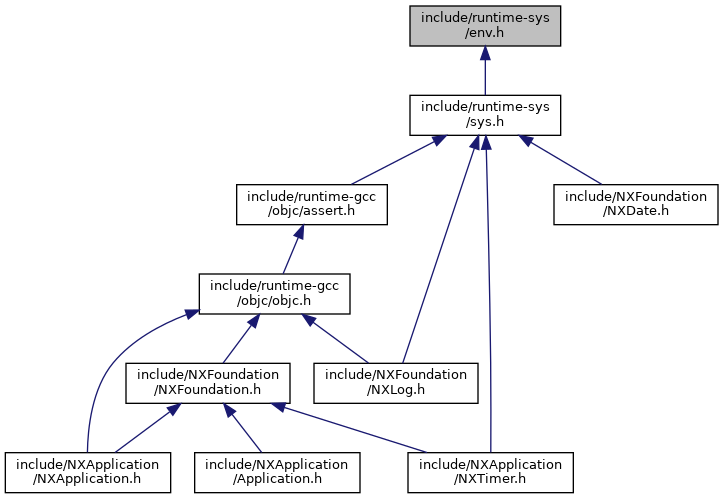 include/runtime-sys
/env.h
include/runtime-sys
/sys.h
include/runtime-gcc
/objc/assert.h
include/NXFoundation
/NXDate.h
include/runtime-gcc
/objc/objc.h
include/NXFoundation
/NXFoundation.h
include/NXFoundation
/NXLog.h
include/NXApplication
/NXApplication.h
include/NXApplication
/Application.h
include/NXApplication
/NXTimer.h